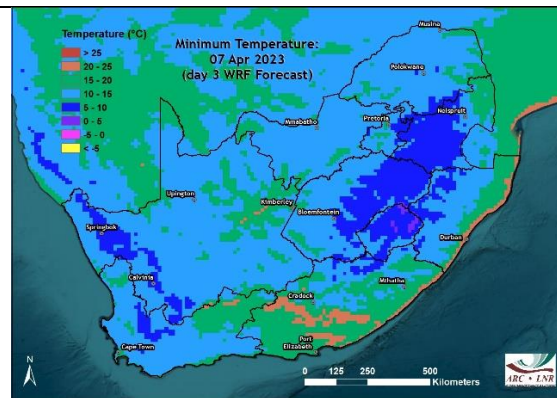 Temperature (°C)
> 25
20 - 25
15 - 20
10 - 15
5 - 10
0 - 5
-5 - 0
< -5
Minimum Temperature:
07 Apr 2023
(day 3 WRF Forecast)
Musina
Polokwane
Nelspruit
Pretoria
Mmabatho
Upington
Kimberley
Bloemfontein
Springbok
Durban
Calvinia
Mthatha
Cradock
Cape Town
Port
Elizabeth
N
0 125 250 500
Kilometers
ARC • LNR